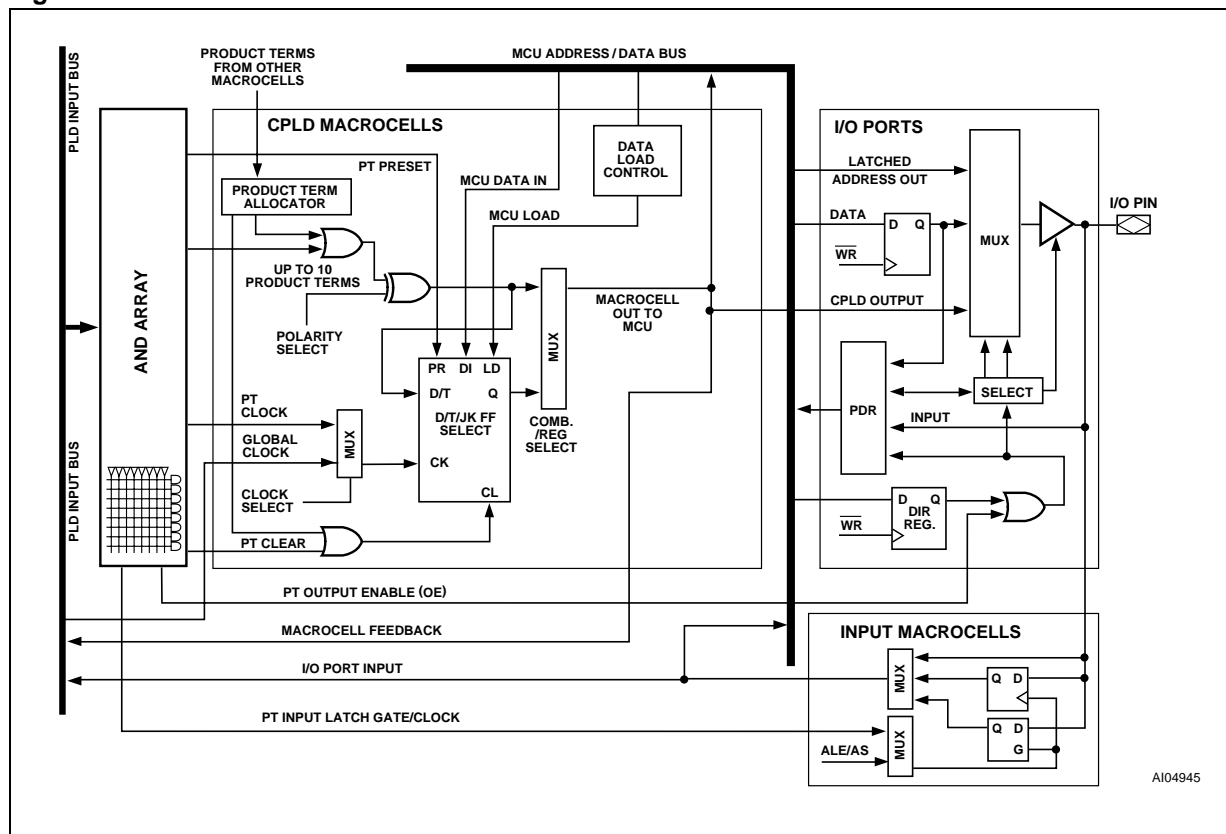 PLD INPUT BUS
PRODUCT TERMS
FROM OTHER
MACROCELLS
MCU ADDRESS / DATA BUS
CPLD MACROCELLS
I/O PORTS
AND ARRAY
PT PRESET
DATA
LOAD
CONTROL
LATCHED
ADDRESS OUT
MCU DATA IN
PRODUCT TERM
ALLOCATOR
MCU LOAD
DATA
D
Q
I/O PIN
MUX
WR
UP TO 10
PRODUCT TERMS
POLARITY
SELECT
MUX
MACROCELL
OUT TO
MCU
CPLD OUTPUT
PR
DI
LD
D/T
Q
D/T/JK FF
SELECT
CK
CL
COMB.
/REG
SELECT
PDR
SELECT
INPUT
PT
CLOCK
GLOBAL
CLOCK
MUX
CLOCK
SELECT
PLD INPUT BUS
D
Q
DIR
REG.
WR
PT CLEAR
PT OUTPUT ENABLE (OE)
MACROCELL FEEDBACK
INPUT MACROCELLS
I/O PORT INPUT
MUX
Q
D
PT INPUT LATCH GATE/CLOCK
Q
D
G
MUX
ALE/AS
AI04945